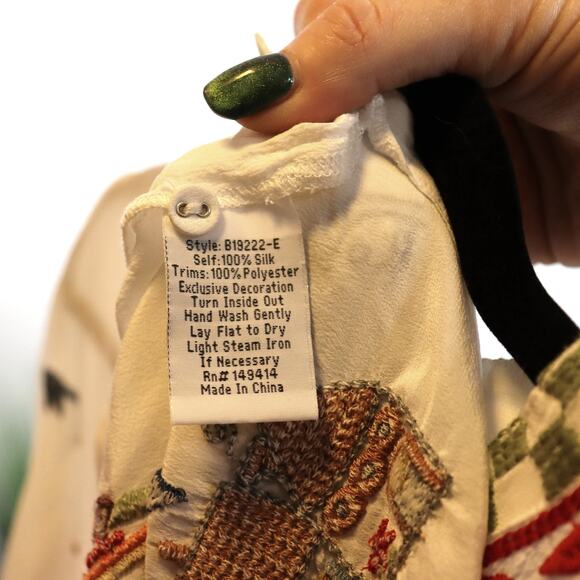 Style: B19222-E
Self:100% Silk
Trims:100% Polyester
Exclusive Decoration
Turn Inside Out
Hand Wash Gently
Lay Flat to Dry
Light Steam Iron
If Necessary
Rn# 149414
Made In China